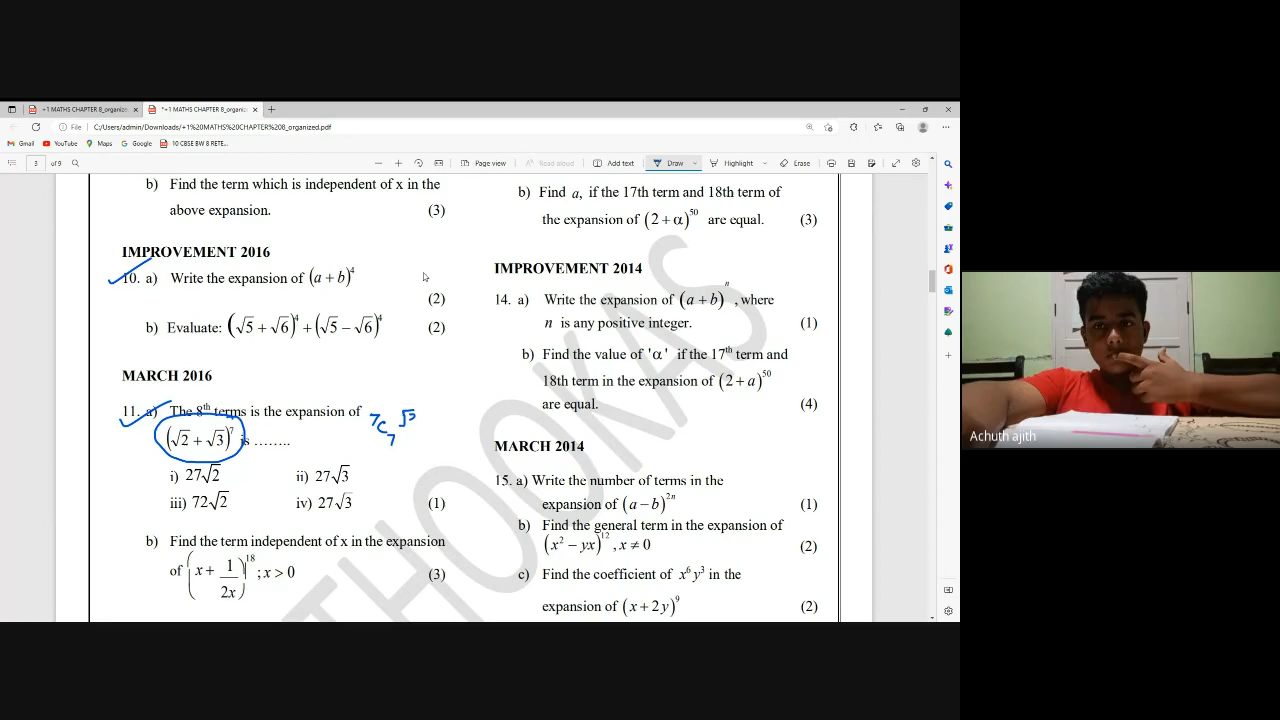 +1 MATHS CHAPTER 8_organize
*+1 MATHS CHAPTER 8_organiz
File
C:/Users/admin/Downloads/+1%20MATHS%20CHAPTER%208_organized.pdf
Gmail
YouTube
Maps
Google
10 CBSE BW 8 RETE...
3 of 9
Page view
Read aloud
Add text
Draw
Highlight
Erase
b) Find the term which is independent of x in the
above expansion. (3)
IMPROVEMENT 2016
10. a) Write the expansion of (a + b)⁴
(2)
b) Evaluate: (√5 + √6)⁴ + (√5 − √6)⁴ (2)
MARCH 2016
11. a) The 8th terms is the expansion of
(√2 + √3)⁷ is ........
⁷C₇ √3
i) 27√2 ii) 27√3
iii) 72√2 iv) 27√3 (1)
b) Find the term independent of x in the expansion
of (x + 1/2x)¹⁸ ; x > 0 (3)
b) Find a, if the 17th term and 18th term of
the expansion of (2 + α)⁵⁰ are equal. (3)
IMPROVEMENT 2014
14. a) Write the expansion of (a + b)ⁿ, where
n is any positive integer. (1)
b) Find the value of 'α' if the 17th term and
18th term in the expansion of (2 + a)⁵⁰
are equal. (4)
MARCH 2014
15. a) Write the number of terms in the
expansion of (a − b)²ⁿ (1)
b) Find the general term in the expansion of
(x² − yx)¹², x ≠ 0 (2)
c) Find the coefficient of x⁶y³ in the
expansion of (x + 2y)⁹ (2)
THOOKAS
Achuth ajith